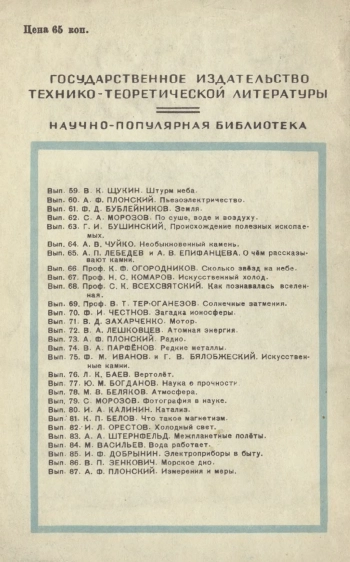 Цена 65 коп.
ГОСУДАРСТВЕННОЕ ИЗДАТЕЛЬСТВО
ТЕХНИКО-ТЕОРЕТИЧЕСКОЙ ЛИТЕРАТУРЫ
НАУЧНО-ПОПУЛЯРНАЯ БИБЛИОТЕКА
Вып. 59. В. К. ЩУКИН. Штурм неба.
Вып. 60. А. Ф. ПЛОНСКИЙ. Пьезоэлектричество.
Вып. 61. Ф. Д. БУБЛЕЙНИКОВ. Земля.
Вып. 62. С. А. МОРОЗОВ. По суше, воде и воздуху.
Вып. 63. Г. И. БУШИНСКИЙ, Происхождение полезных ископае-
мых.
Вып. 64. А. В. ЧУЙКО. Необыкновенный камень.
Вып. 65. А. П. ЛЕБЕДЕВ и А. В. ЕПИФАНЦЕВА. О чём рассказы-
вают камни.
Вып. 66 Проф. К. Ф. ОГОРОДНИКОВ. Сколько звёзд на небе.
Вып. 67. Проф. Н. С. КОМАРОВ. Искусственный холод.
Вып. 68. Проф. С. К. ВСЕХСВЯТСКИЙ. Как познавалась вселен-
ная.
Вып. 69. Проф. В. Т. ТЕР-ОГАНЕЗОВ. Солнечные затмения.
Вып. 70. Ф. И. ЧЕСТНОВ. Загадка ионосферы.
Вып. 71. В. Д. ЗАХАРЧЕНКО. Мотор.
Вып. 72. В. А. ЛЕШКОВЦЕВ. Атомная энергия.
Вып. 73. А. Ф. ПЛОНСКИЙ. Радио.
Вып. 74. В. А. ПАРФЁНОВ. Редкие металлы.
Вып. 75. Ф. М. ИВАНОВ и Г. В. БЯЛОБЖЕСКИЙ. Искусствен-
ные камни.
Вып. 76. Л. К. БАЕВ. Вертолёт.
Вып. 77. Ю. М. БОГДАНОВ. Наука о прочности.
Вып. 78. М. В. БЕЛЯКОВ. Атмосфера.
Вып. 79. С. МОРОЗОВ. Фотография в науке.
Вып. 80. И. А. КАЛИНИН. Катализ.
Вып. 81. К. П. БЕЛОВ. Что такое магнетизм.
Вып. 82. И. Л. ОРЕСТОВ. Холодный свет.
Вып. 83. А. А. ШТЕРНФЕЛЬД. Межпланетные полёты.
Вып. 84. М. ВАСИЛЬЕВ. Вода работает.
Вып. 85. И. Ф. ДОБРЫНИН. Электроприборы в быту.
Вып. 86. В. П. ЗЕНКОВИЧ. Морское дно.
Вып. 87. А. Ф. ПЛОНСКИЙ. Измерения и меры.